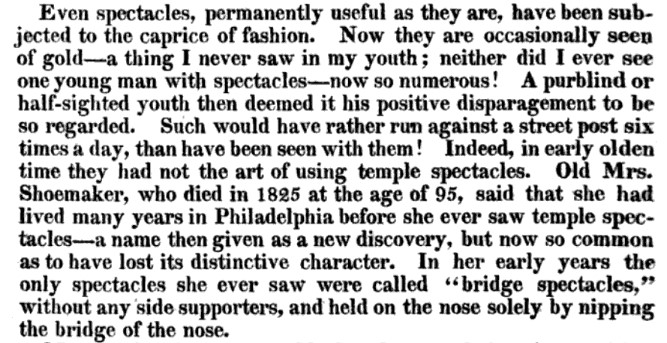 Even spectacles, permanently useful as they are, have been sub-
jected to the caprice of fashion. Now they are occasionally seen
of gold—a thing I never saw in my youth; neither did I ever see
one young man with spectacles—now so numerous! A purblind or
half-sighted youth then deemed it his positive disparagement to be
so regarded. Such would have rather run against a street post six
times a day, than have been seen with them! Indeed, in early olden
time they had not the art of using temple spectacles. Old Mrs.
Shoemaker, who died in 1825 at the age of 95, said that she had
lived many years in Philadelphia before she ever saw temple spec-
tacles—a name then given as a new discovery, but now so common
as to have lost its distinctive character. In her early years the
only spectacles she ever saw were called "bridge spectacles,"
without any side supporters, and held on the nose solely by nipping
the bridge of the nose.